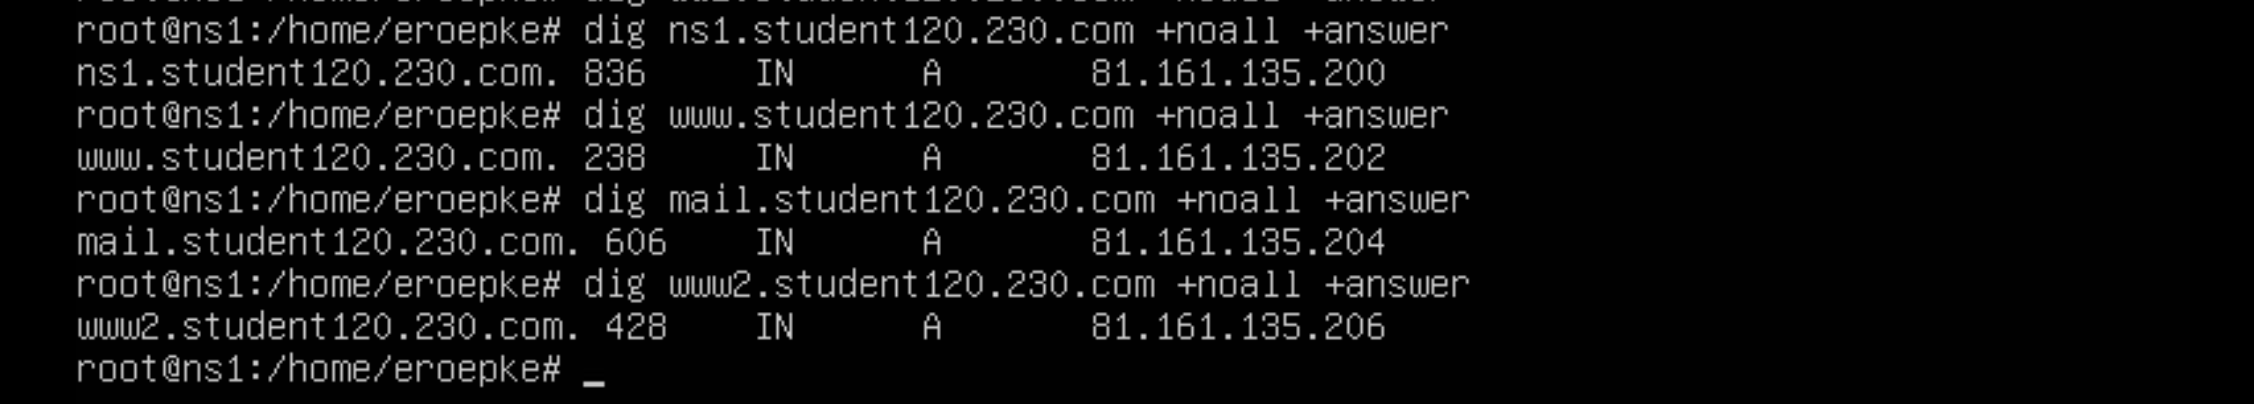 root@ns1:/home/eroepke# dig ns1.student120.230.com +noall +answer
ns1.student120.230.com. 836 IN A 81.161.135.200
root@ns1:/home/eroepke# dig www.student120.230.com +noall +answer
www.student120.230.com. 238 IN A 81.161.135.202
root@ns1:/home/eroepke# dig mail.student120.230.com +noall +answer
mail.student120.230.com. 606 IN A 81.161.135.204
root@ns1:/home/eroepke# dig www2.student120.230.com +noall +answer
www2.student120.230.com. 428 IN A 81.161.135.206
root@ns1:/home/eroepke# _